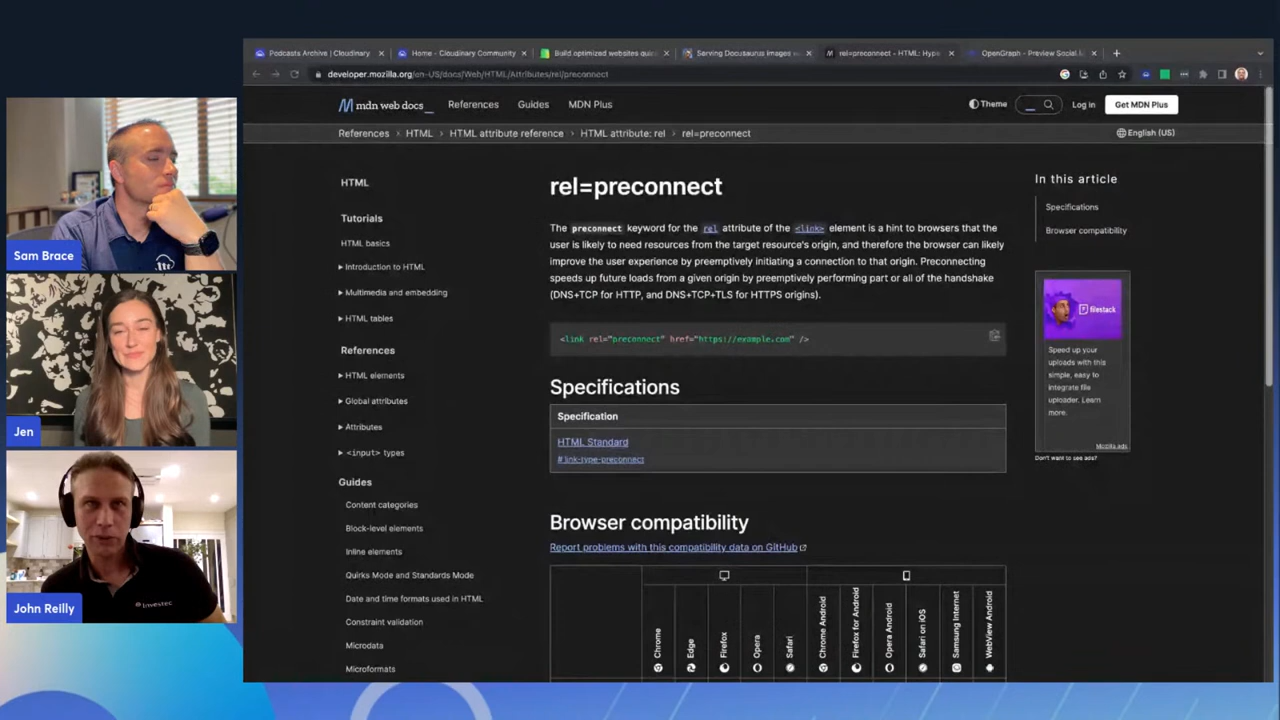 Podcasts Archive | Cloudinary
Home - Cloudinary Community
Build optimized websites quic
Serving Docusaurus images
rel=preconnect - HTML: Hype
OpenGraph - Preview Social
developer.mozilla.org/en-US/docs/Web/HTML/Attributes/rel/preconnect
mdn web docs_
References
Guides
MDN Plus
Theme
Log in
Get MDN Plus
References
HTML
HTML attribute reference
HTML attribute: rel
rel=preconnect
English (US)
HTML
Tutorials
HTML basics
Introduction to HTML
Multimedia and embedding
HTML tables
References
HTML elements
Global attributes
Attributes
<input> types
Guides
Content categories
Block-level elements
Inline elements
Quirks Mode and Standards Mode
Date and time formats used in HTML
Constraint validation
Microdata
Microformats
rel=preconnect
The preconnect keyword for the rel attribute of the <link> element is a hint to browsers that the
user is likely to need resources from the target resource's origin, and therefore the browser can likely
improve the user experience by preemptively initiating a connection to that origin. Preconnecting
speeds up future loads from a given origin by preemptively performing part or all of the handshake
(DNS+TCP for HTTP, and DNS+TCP+TLS for HTTPS origins).
<link rel="preconnect" href="https://example.com" />
Specifications
Specification
HTML Standard
#link-type-preconnect
Browser compatibility
Report problems with this compatibility data on GitHub
Chrome
Edge
Firefox
Opera
Safari
Chrome Android
Firefox for Android
Opera Android
Safari on iOS
Samsung Internet
WebView Android
In this article
Specifications
Browser compatibility
filestack
Speed up your
uploads with this
simple, easy to
integrate file
uploader. Learn
more.
Mozilla ads
Don't want to see ads?
Sam Brace
Jen
Investec
John Reilly